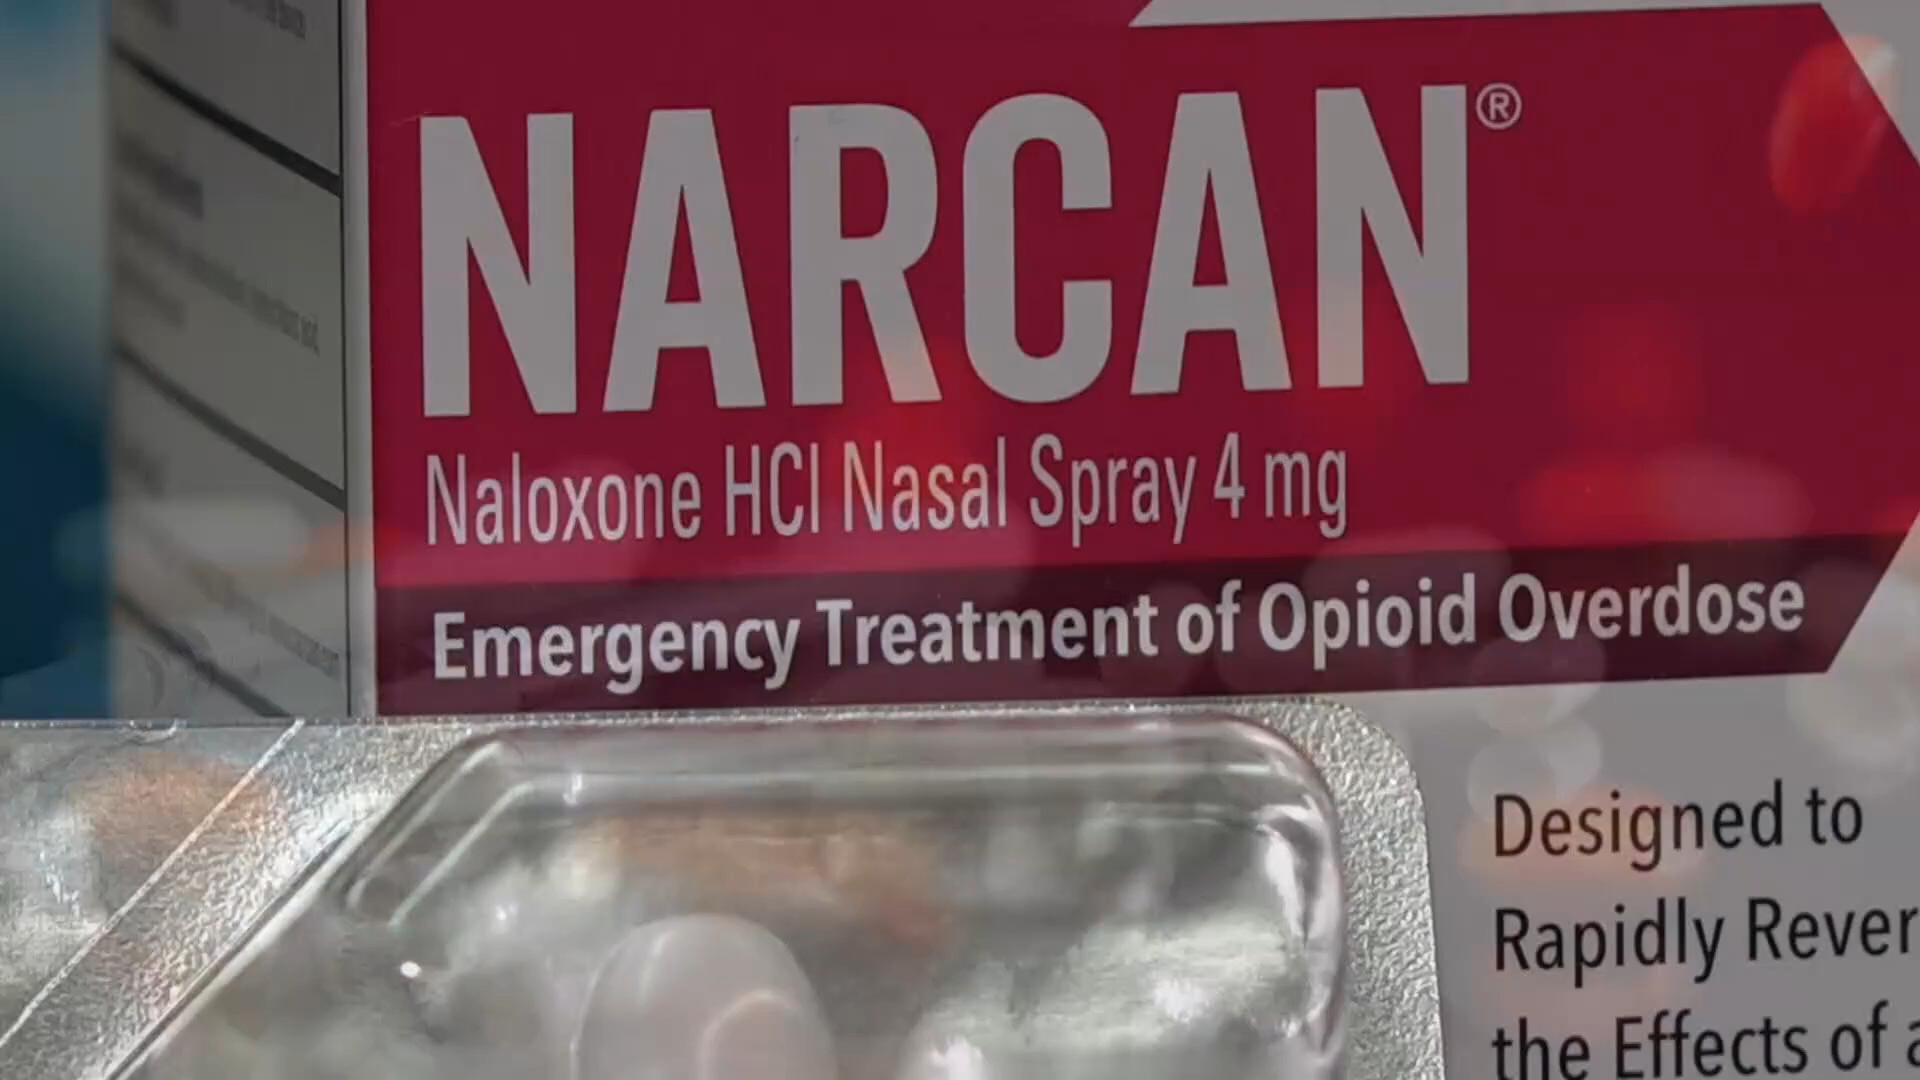 NARCAN®
Naloxone HCl Nasal Spray 4 mg
Emergency Treatment of Opioid Overdose
Designed to
Rapidly Rever
the Effects of a